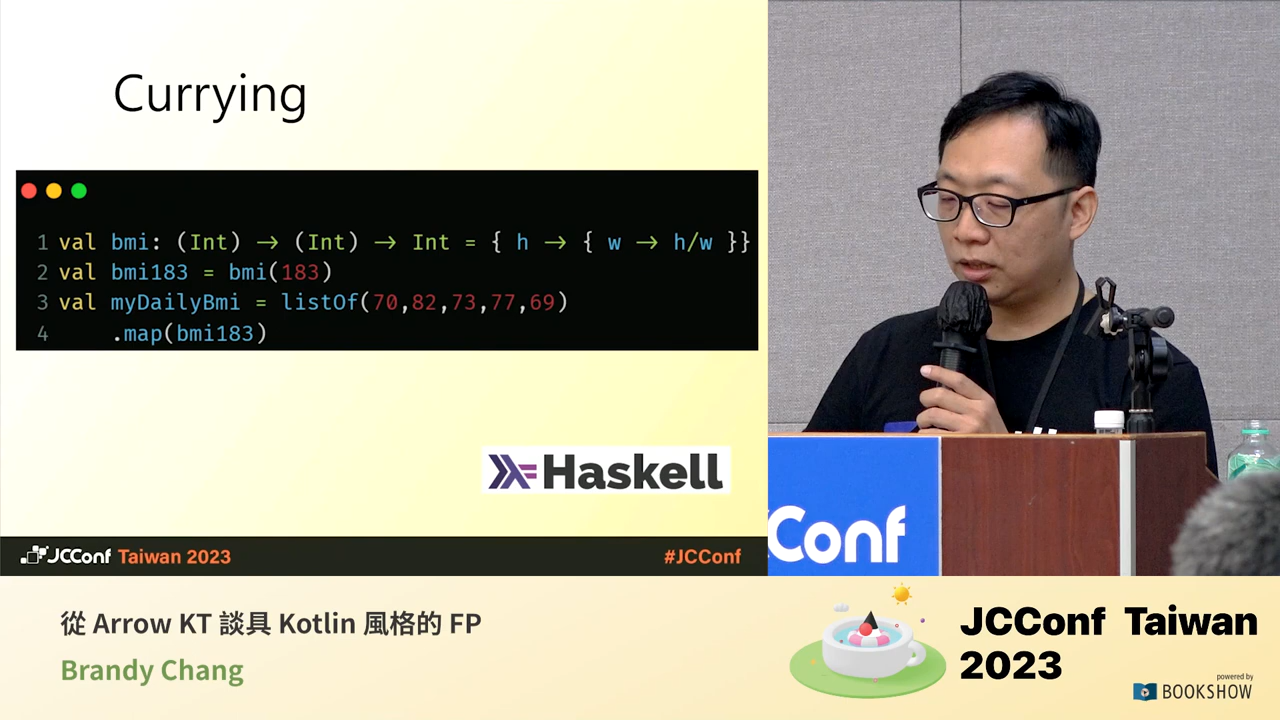 Currying
1 val bmi: (Int) → (Int) → Int = { h → { w → h/w }}
2 val bmi183 = bmi(183)
3 val myDailyBmi = listOf(70,82,73,77,69)
4     .map(bmi183)
Haskell
JCConf Taiwan 2023
#JCConf
Conf
從 Arrow KT 談具 Kotlin 風格的 FP
Brandy Chang
JCConf Taiwan
2023
powered by
BOOKSHOW